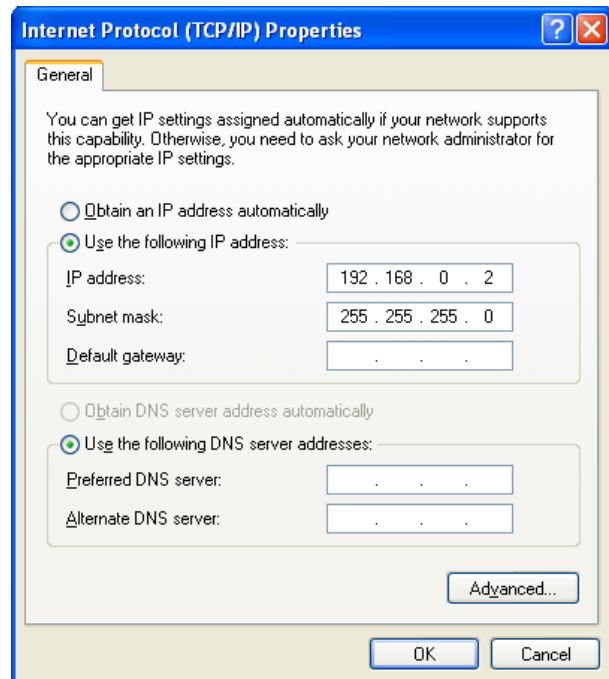 Internet Protocol (TCP/IP) Properties
General
You can get IP settings assigned automatically if your network supports
this capability. Otherwise, you need to ask your network administrator for
the appropriate IP settings.
Obtain an IP address automatically
Use the following IP address:
IP address: 192 . 168 . 0 . 2
Subnet mask: 255 . 255 . 255 . 0
Default gateway: . . .
Obtain DNS server address automatically
Use the following DNS server addresses:
Preferred DNS server: . . .
Alternate DNS server: . . .
Advanced...
OK Cancel